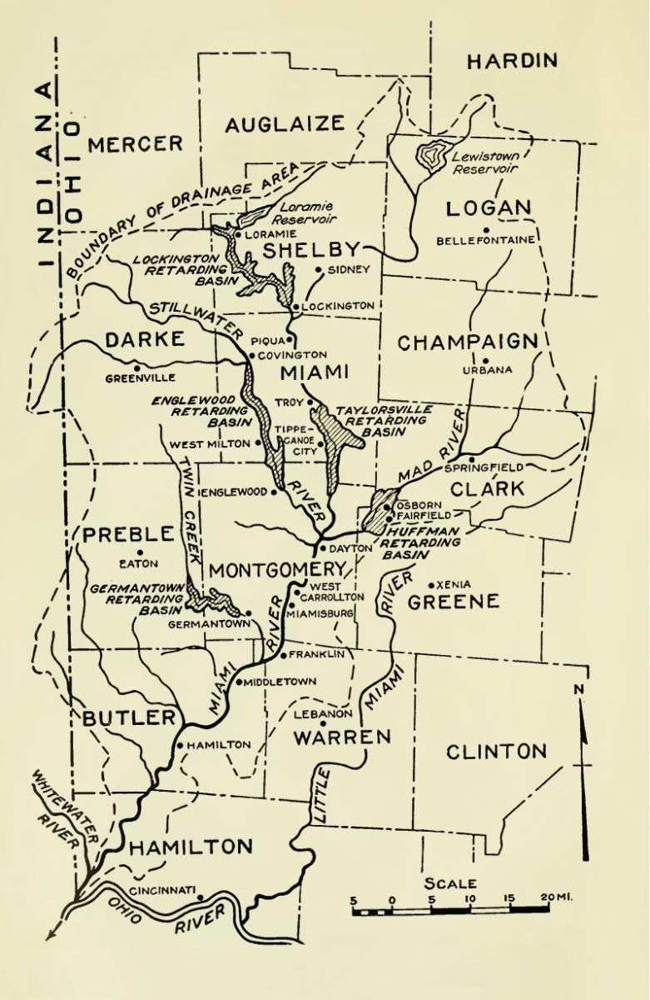 HARDIN
INDIANA
OHIO
MERCER
AUGLAIZE
Lewistown
Reservoir
LOGAN
BELLEFONTAINE
BOUNDARY OF DRAINAGE AREA
Loramie
Reservoir
LORAMIE
SHELBY
LOCKINGTON
RETARDING
BASIN
SIDNEY
LOCKINGTON
STILLWATER
DARKE
PIQUA
COVINGTON
CHAMPAIGN
URBANA
GREENVILLE
MIAMI
ENGLEWOOD
RETARDING
BASIN
TROY
TAYLORSVILLE
RETARDING
BASIN
TIPPE-
CANOE
CITY
WEST MILTON
MAD RIVER
SPRINGFIELD
TWIN CREEK
ENGLEWOOD
RIVER
CLARK
OSBORN
FAIRFIELD
HUFFMAN
RETARDING
BASIN
PREBLE
EATON
DAYTON
MONTGOMERY
GERMANTOWN
RETARDING
BASIN
WEST
CARROLLTON
MIAMISBURG
GERMANTOWN
XENIA
GREENE
RIVER
RIVER
FRANKLIN
MIAMI
MIDDLETOWN
MIAMI
N
BUTLER
LEBANON
WARREN
HAMILTON
CLINTON
LITTLE
WHITEWATER
RIVER
HAMILTON
CINCINNATI
OHIO
RIVER
SCALE
5 0 5 10 15 20 MI.